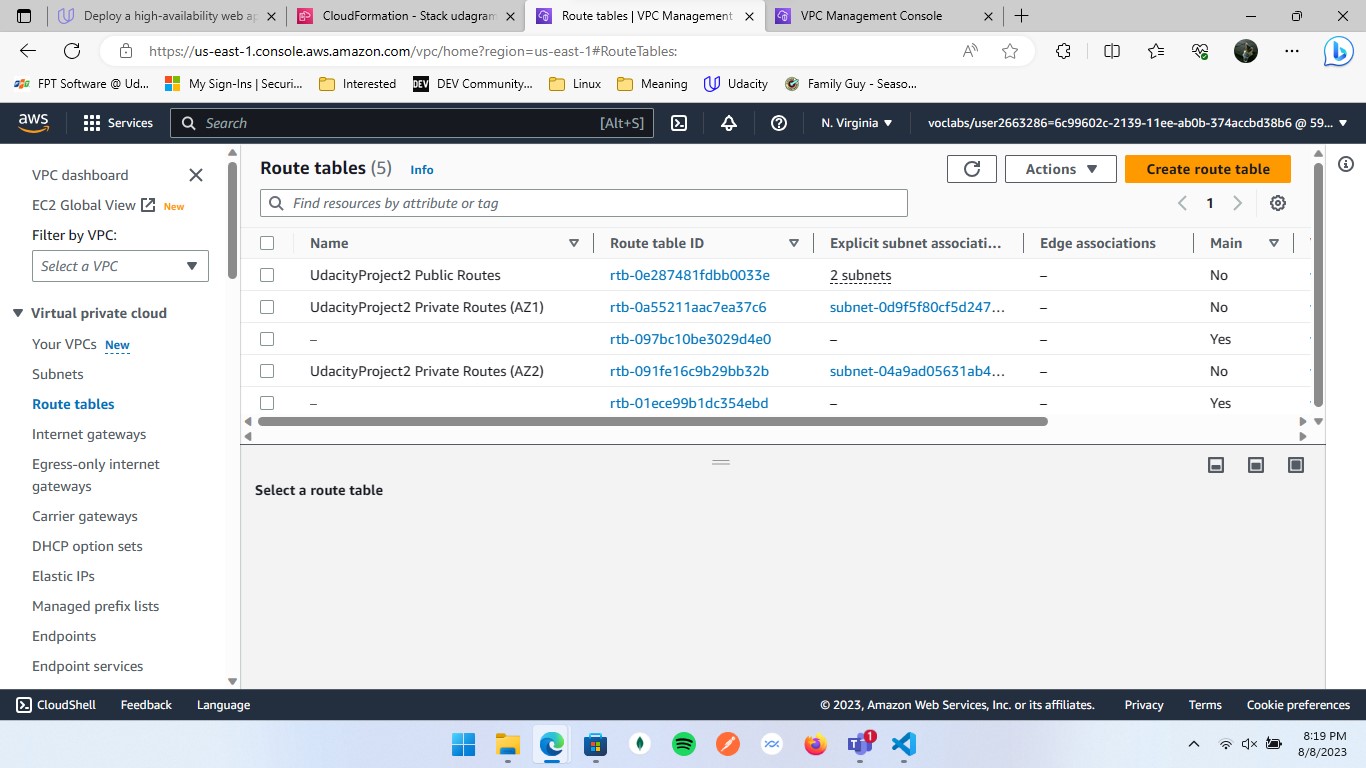 Deploy a high-availability web ap
CloudFormation - Stack udagram
Route tables | VPC Management
VPC Management Console
https://us-east-1.console.aws.amazon.com/vpc/home?region=us-east-1#RouteTables:
FPT Software @ Ud...
My Sign-Ins | Securi...
Interested
DEV DEV Community...
Linux
Meaning
Udacity
Family Guy - Seaso...
aws
Services
Search
[Alt+S]
N. Virginia
voclabs/user2663286=6c99602c-2139-11ee-ab0b-374accbd38b6 @ 59...
VPC dashboard
EC2 Global View New
Filter by VPC:
Select a VPC
Virtual private cloud
Your VPCs New
Subnets
Route tables
Internet gateways
Egress-only internet
gateways
Carrier gateways
DHCP option sets
Elastic IPs
Managed prefix lists
Endpoints
Endpoint services
Route tables (5) Info
Actions
Create route table
Find resources by attribute or tag
1
Name Route table ID Explicit subnet associati... Edge associations Main
UdacityProject2 Public Routes rtb-0e287481fdbb0033e 2 subnets – No
UdacityProject2 Private Routes (AZ1) rtb-0a55211aac7ea37c6 subnet-0d9f5f80cf5d247... – No
– rtb-097bc10be3029d4e0 – – Yes
UdacityProject2 Private Routes (AZ2) rtb-091fe16c9b29bb32b subnet-04a9ad05631ab4... – No
– rtb-01ece99b1dc354ebd – – Yes
Select a route table
CloudShell Feedback Language
© 2023, Amazon Web Services, Inc. or its affiliates. Privacy Terms Cookie preferences
1
8:19 PM
8/8/2023